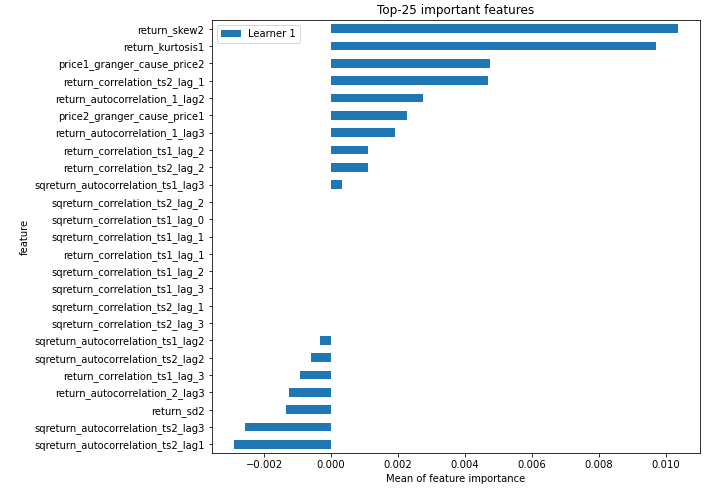 Top-25 important features
Learner 1
return_skew2
return_kurtosis1
price1_granger_cause_price2
return_correlation_ts2_lag_1
return_autocorrelation_1_lag2
price2_granger_cause_price1
return_autocorrelation_1_lag3
return_correlation_ts1_lag_2
return_correlation_ts2_lag_2
sqreturn_autocorrelation_ts1_lag3
sqreturn_correlation_ts2_lag_2
sqreturn_correlation_ts1_lag_0
sqreturn_correlation_ts1_lag_1
return_correlation_ts1_lag_1
sqreturn_correlation_ts1_lag_2
sqreturn_correlation_ts1_lag_3
sqreturn_correlation_ts2_lag_1
sqreturn_correlation_ts2_lag_3
sqreturn_autocorrelation_ts1_lag2
sqreturn_autocorrelation_ts2_lag2
return_correlation_ts1_lag_3
return_autocorrelation_2_lag3
return_sd2
sqreturn_autocorrelation_ts2_lag3
sqreturn_autocorrelation_ts2_lag1
feature
−0.002 0.000 0.002 0.004 0.006 0.008 0.010
Mean of feature importance